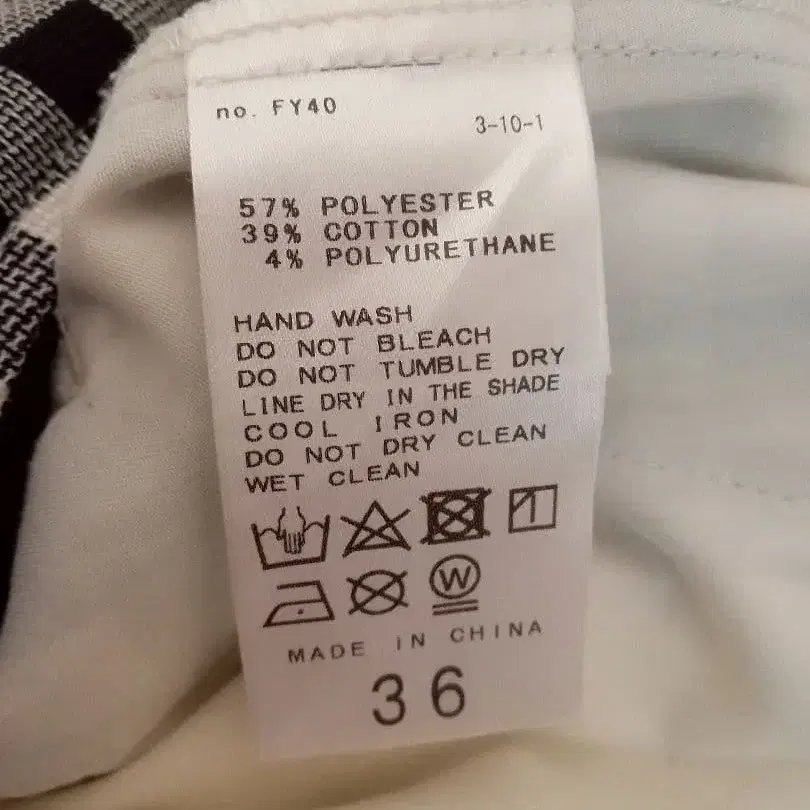 no. FY40
3-10-1
57% POLYESTER
39% COTTON
4% POLYURETHANE
HAND WASH
DO NOT BLEACH
DO NOT TUMBLE DRY
LINE DRY IN THE SHADE
COOL IRON
DO NOT DRY CLEAN
WET CLEAN
W
MADE IN CHINA
36